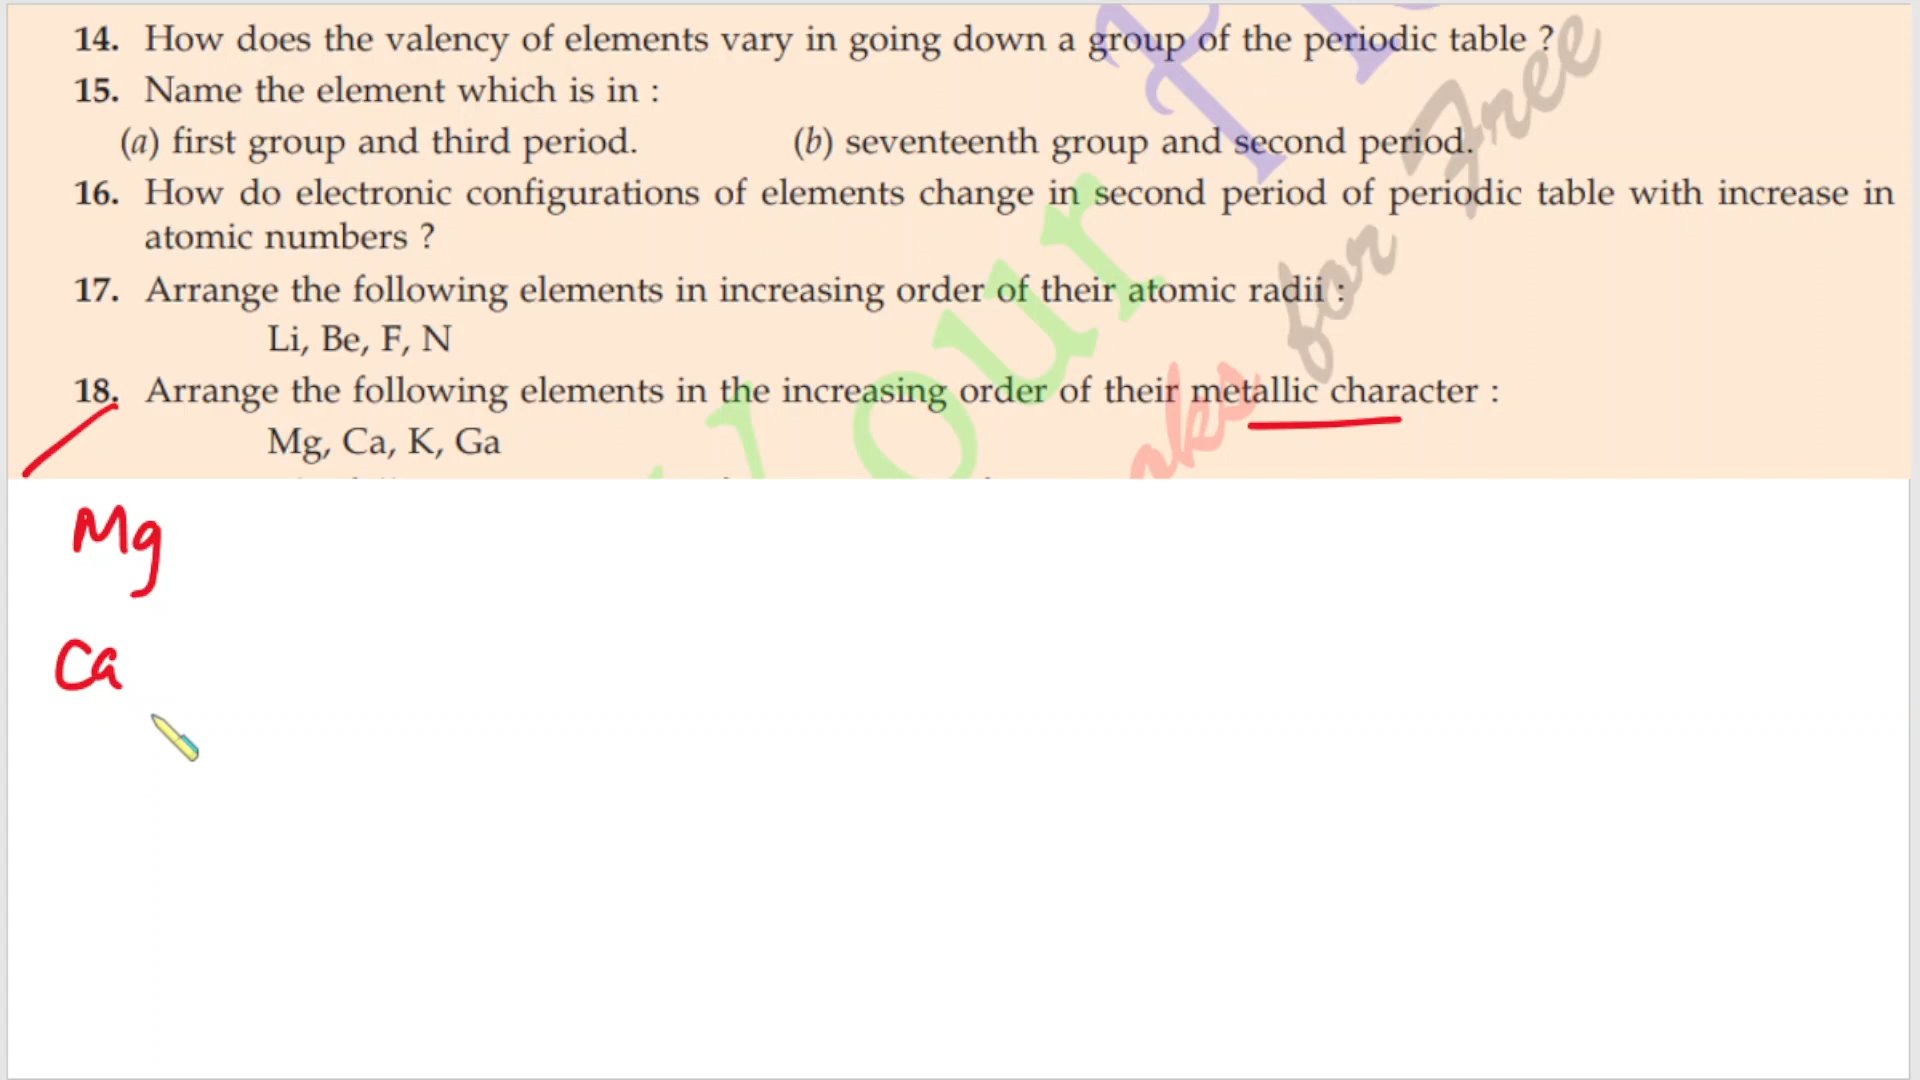 14. How does the valency of elements vary in going down a group of the periodic table ?
15. Name the element which is in :
(a) first group and third period. (b) seventeenth group and second period.
16. How do electronic configurations of elements change in second period of periodic table with increase in
atomic numbers ?
17. Arrange the following elements in increasing order of their atomic radii :
Li, Be, F, N
18. Arrange the following elements in the increasing order of their metallic character :
Mg, Ca, K, Ga
Mg
Ca
Your
for Free